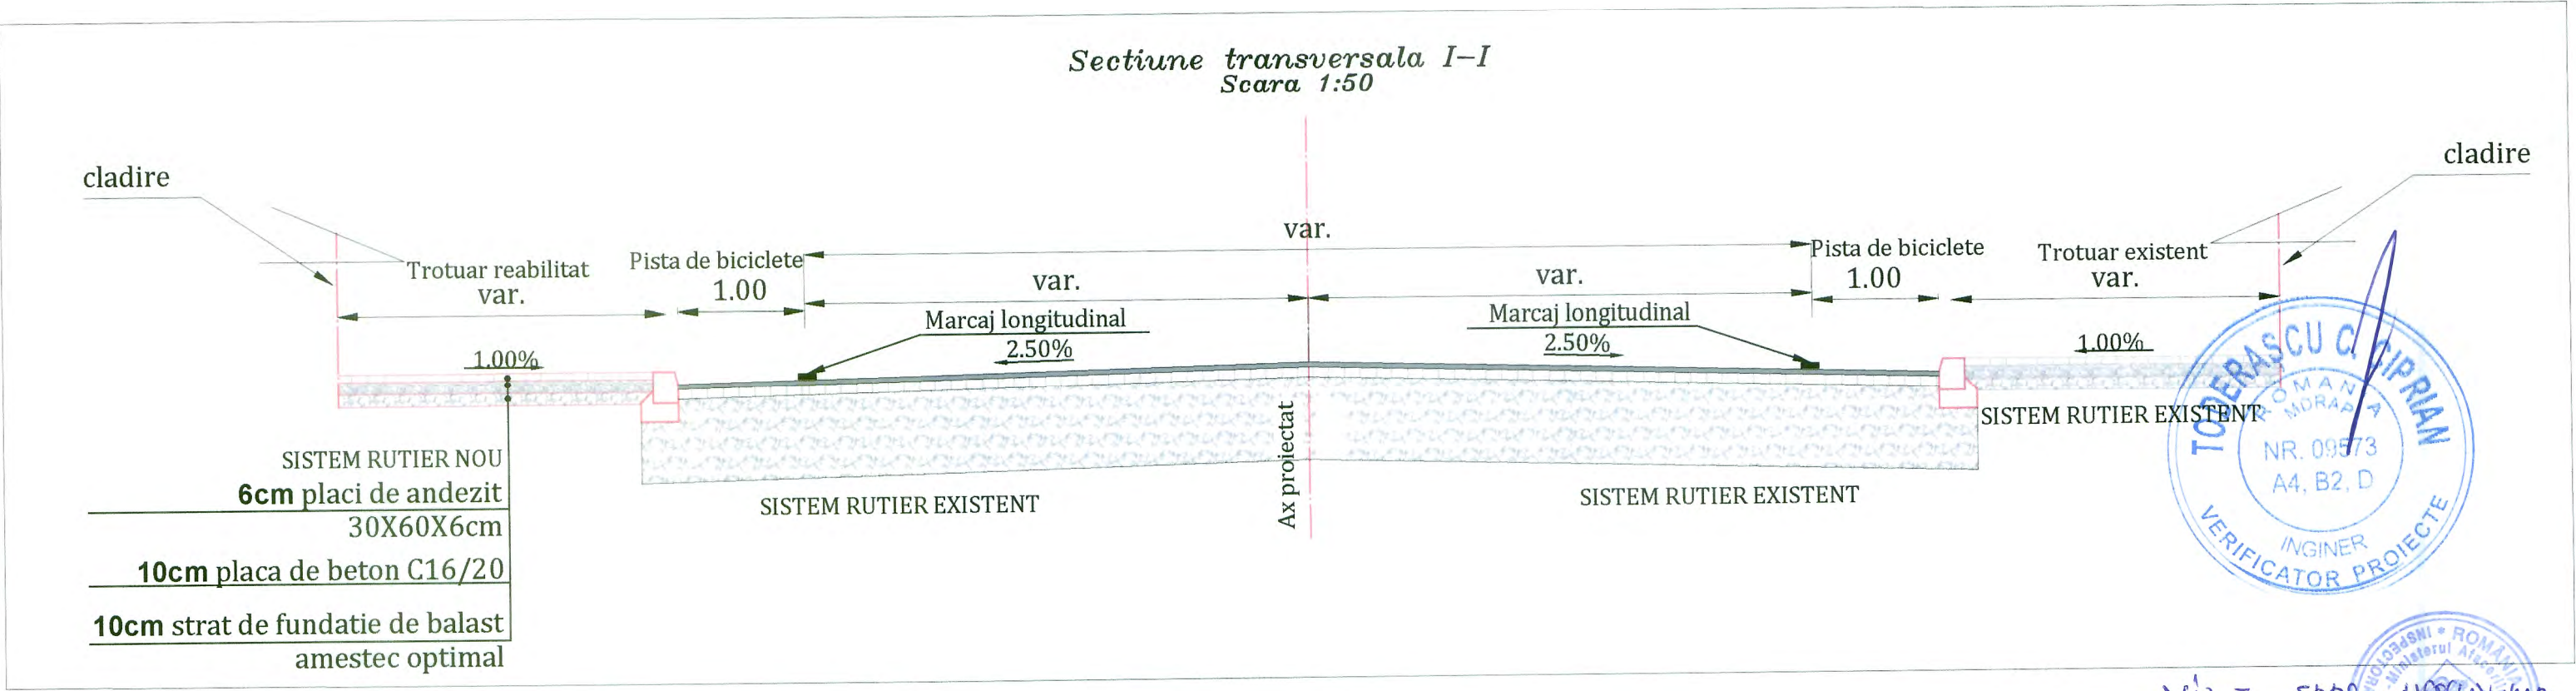 Sectiune transversala I-I
Scara 1:50
cladire
cladire
var.
Trotuar reabilitat
var.
Pista de biciclete
1.00
var.
var.
Pista de biciclete
1.00
Trotuar existent
var.
Marcaj longitudinal
2.50%
Marcaj longitudinal
2.50%
1.00%
1.00%
SISTEM RUTIER NOU
6cm placi de andezit
30X60X6cm
10cm placa de beton C16/20
10cm strat de fundatie de balast
amestec optimal
SISTEM RUTIER EXISTENT
Ax proiectat
SISTEM RUTIER EXISTENT
SISTEM RUTIER EXISTENT
TODERASCU C. CIPRIAN
ROMANIA
MDRAP
NR. 09573
A4, B2, D
INGINER
VERIFICATOR PROIECTE
ROMANIA